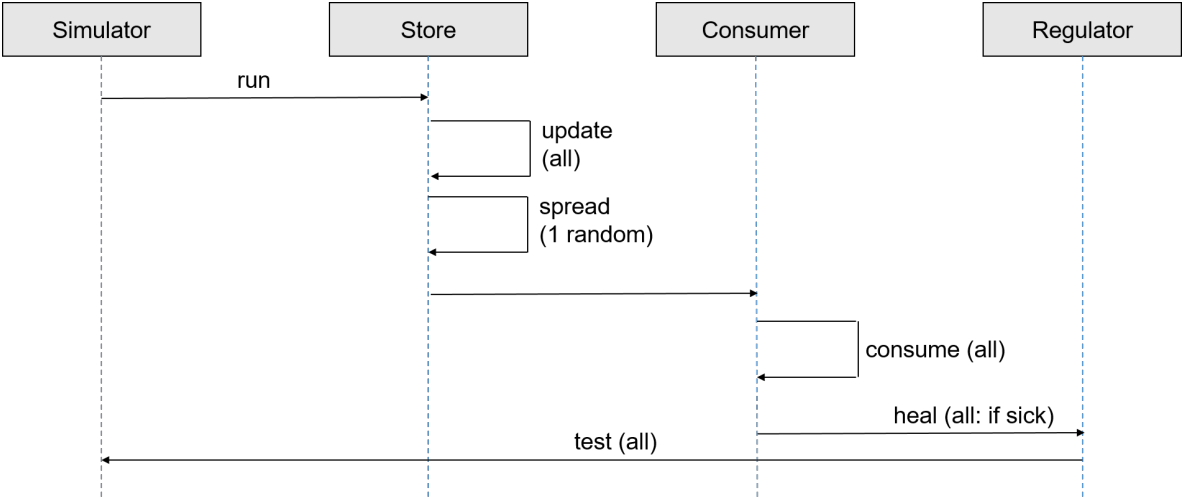 Simulator
Store
Consumer
Regulator
run
update
(all)
spread
(1 random)
consume (all)
heal (all: if sick)
test (all)